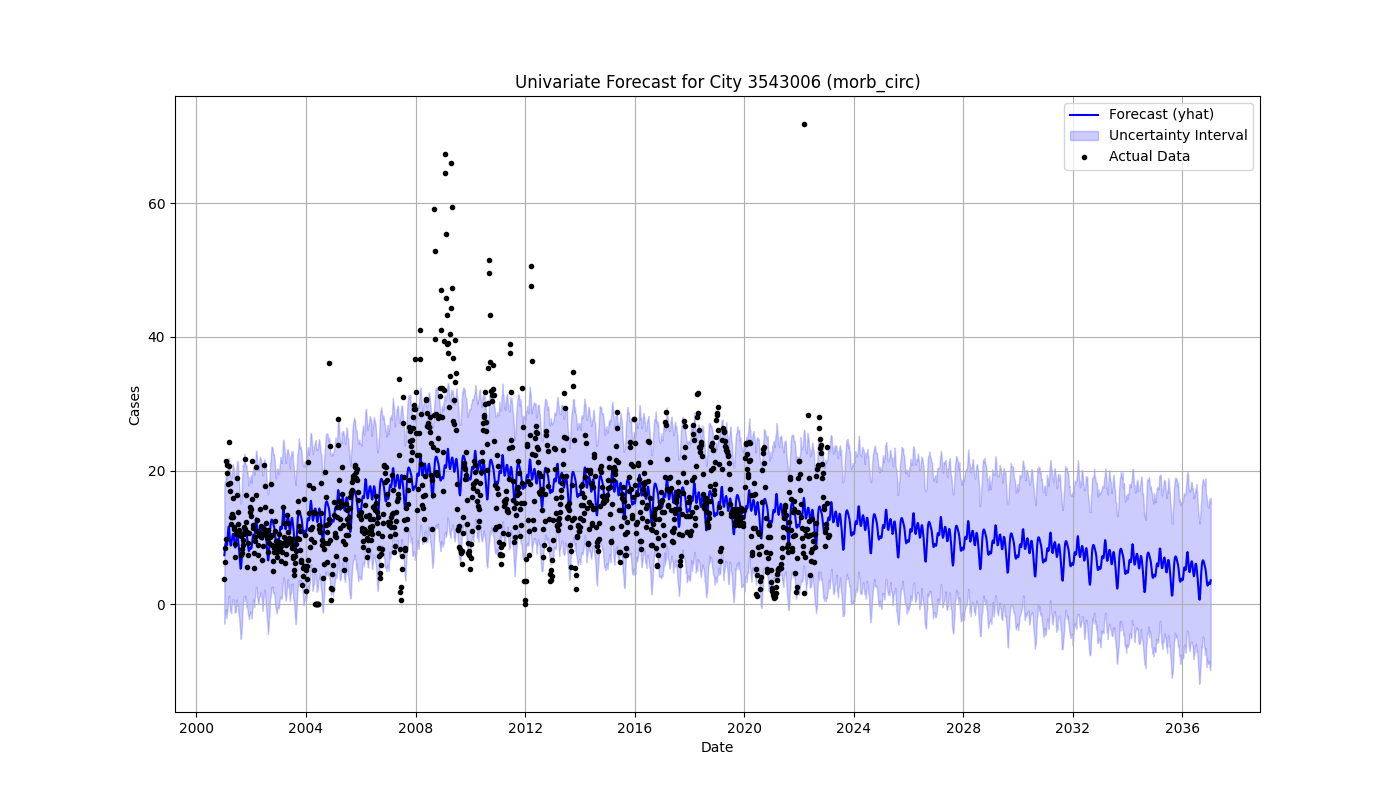 Univariate Forecast for City 3543006 (morb_circ)
Forecast (yhat)
Uncertainty Interval
Actual Data
60
40
20
0
Cases
2000 2004 2008 2012 2016 2020 2024 2028 2032 2036
Date